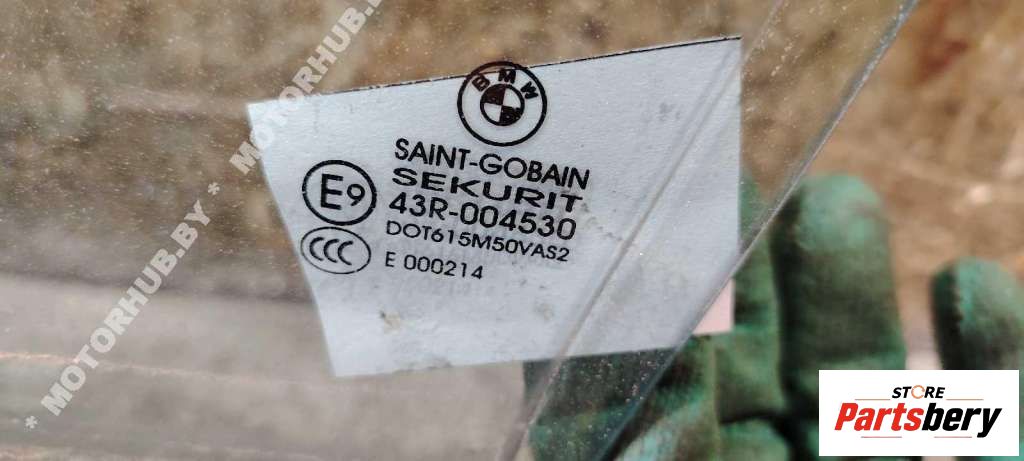 BMW
SAINT-GOBAIN
SEKURIT
E9
43R-004530
DOT615M50VAS2
CCC
E 000214
* MOTORHUB.BY * MOTORHUB.BY
STORE
Partsbery